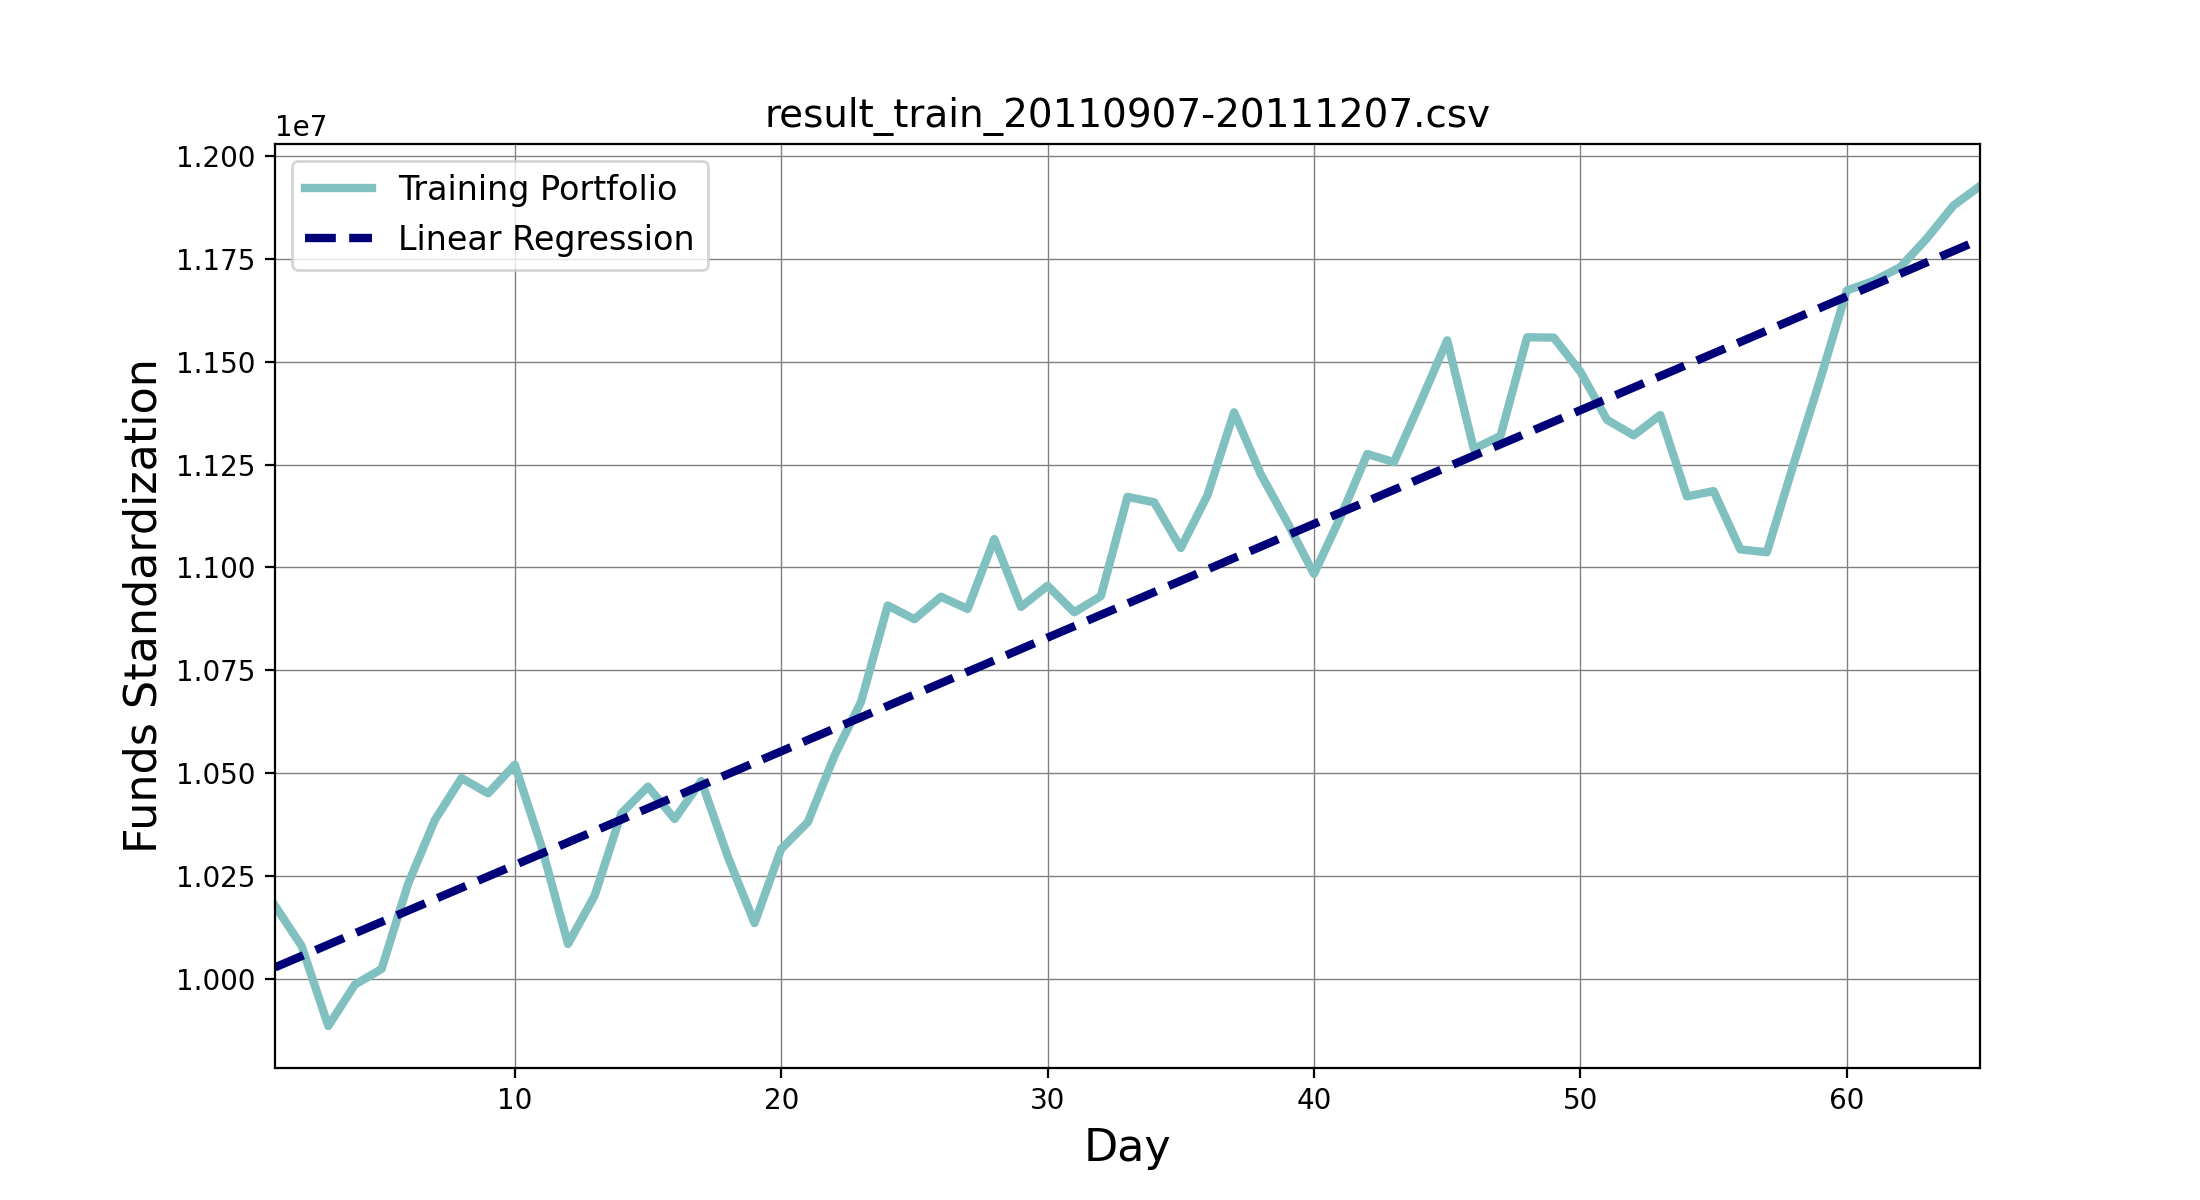 result_train_20110907-20111207.csv
1e7
Training Portfolio
Linear Regression
1.200
1.175
1.150
1.125
1.100
1.075
1.050
1.025
1.000
Funds Standardization
10 20 30 40 50 60
Day